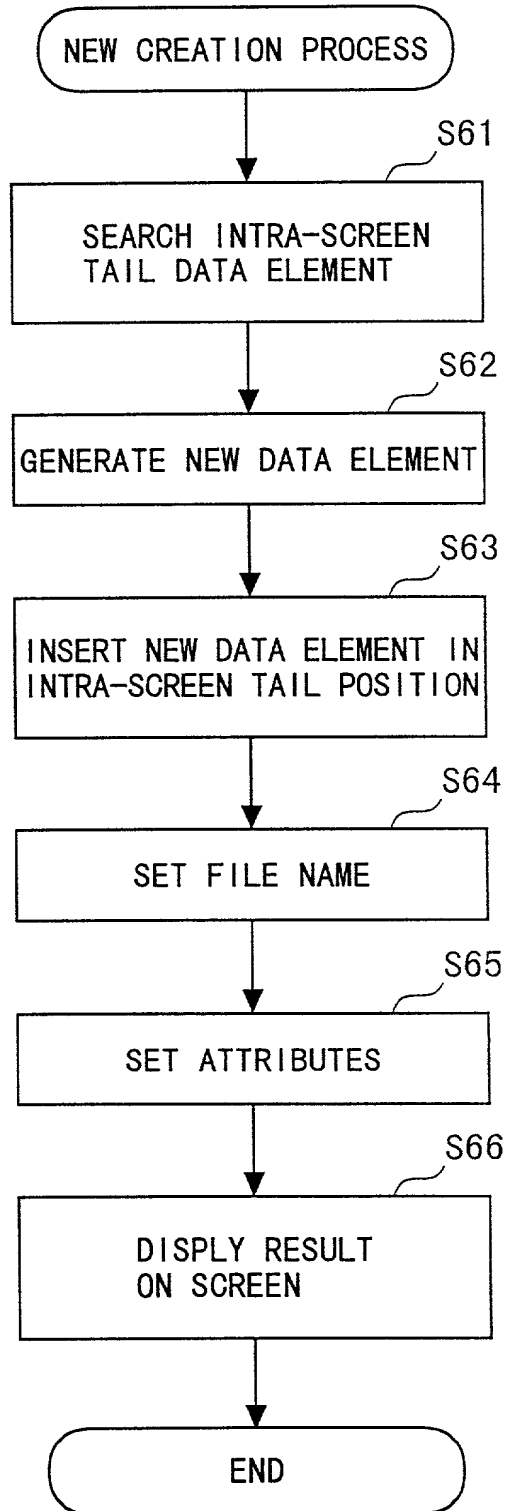 NEW CREATION PROCESS
S61
SEARCH INTRA-SCREEN
TAIL DATA ELEMENT
S62
GENERATE NEW DATA ELEMENT
S63
INSERT NEW DATA ELEMENT IN
INTRA-SCREEN TAIL POSITION
S64
SET FILE NAME
S65
SET ATTRIBUTES
S66
DISPLY RESULT
ON SCREEN
END